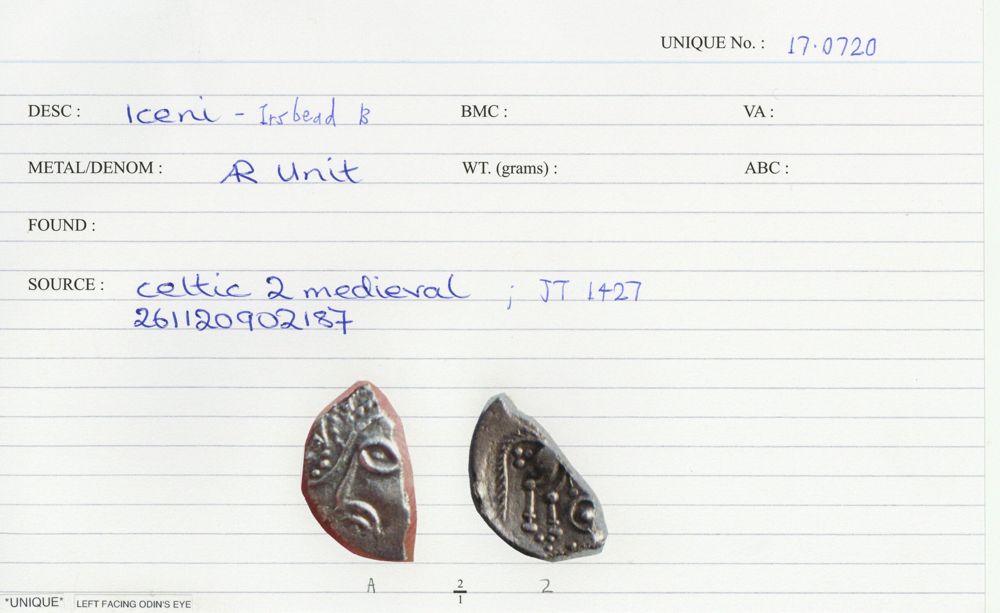 UNIQUE No. : 17·0720
DESC : Iceni - Irsbead B BMC : VA :
METAL/DENOM : AR Unit WT. (grams) : ABC :
FOUND :
SOURCE : celtic 2 medieval ; JT 1427
261120902187
A 2/1 2
*UNIQUE* LEFT FACING ODIN'S EYE